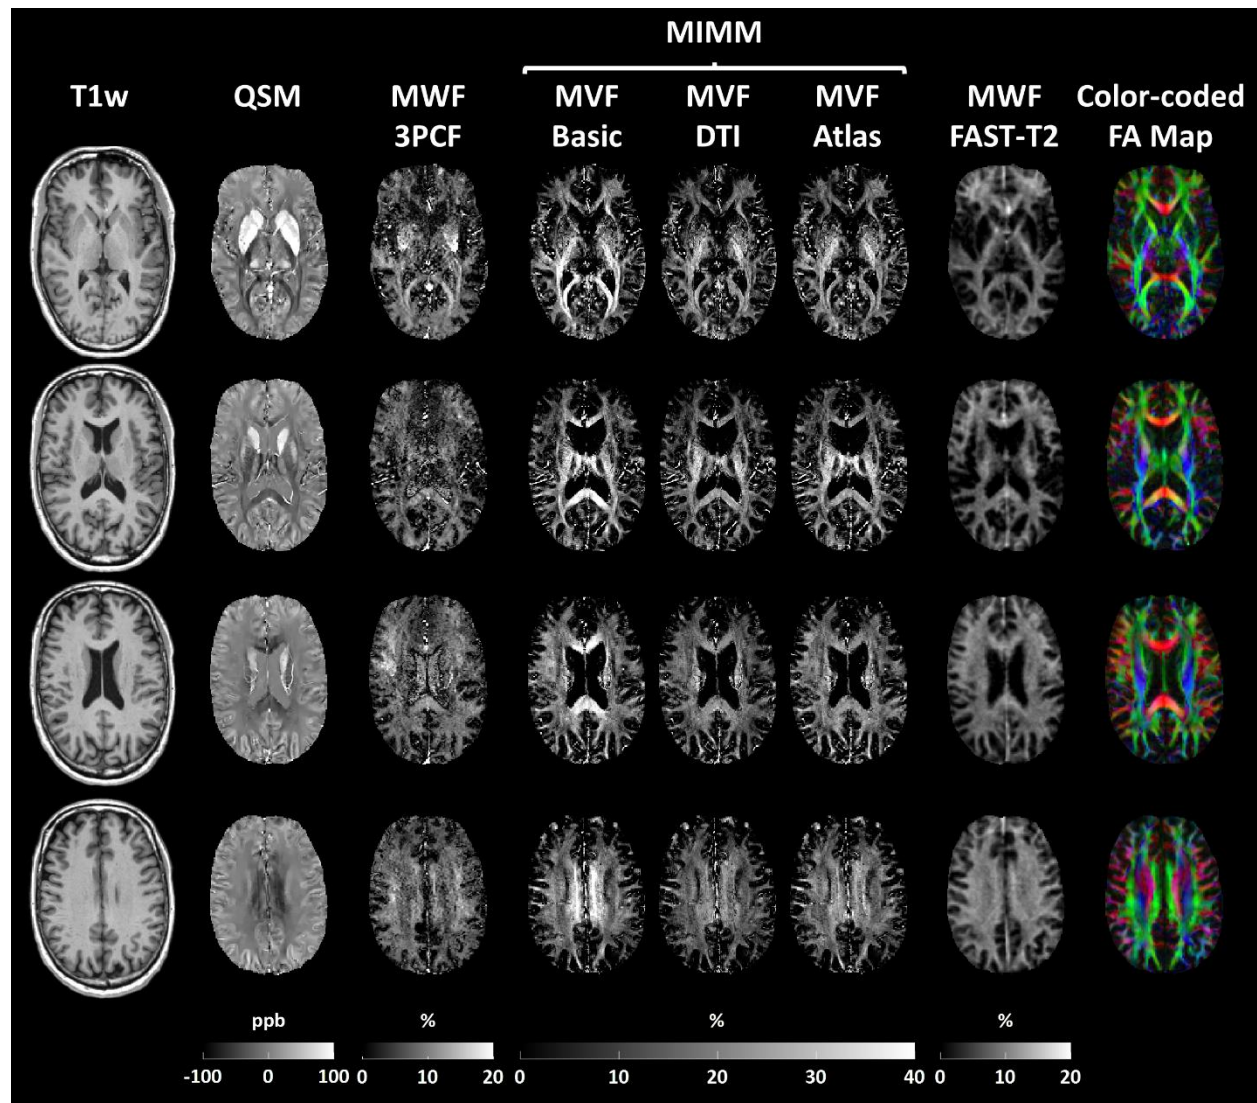 MIMM
T1w QSM MWF MVF MVF MVF MWF Color-coded
3PCF Basic DTI Atlas FAST-T2 FA Map
ppb % % %
-100 0 100 0 10 20 0 10 20 30 40 0 10 20